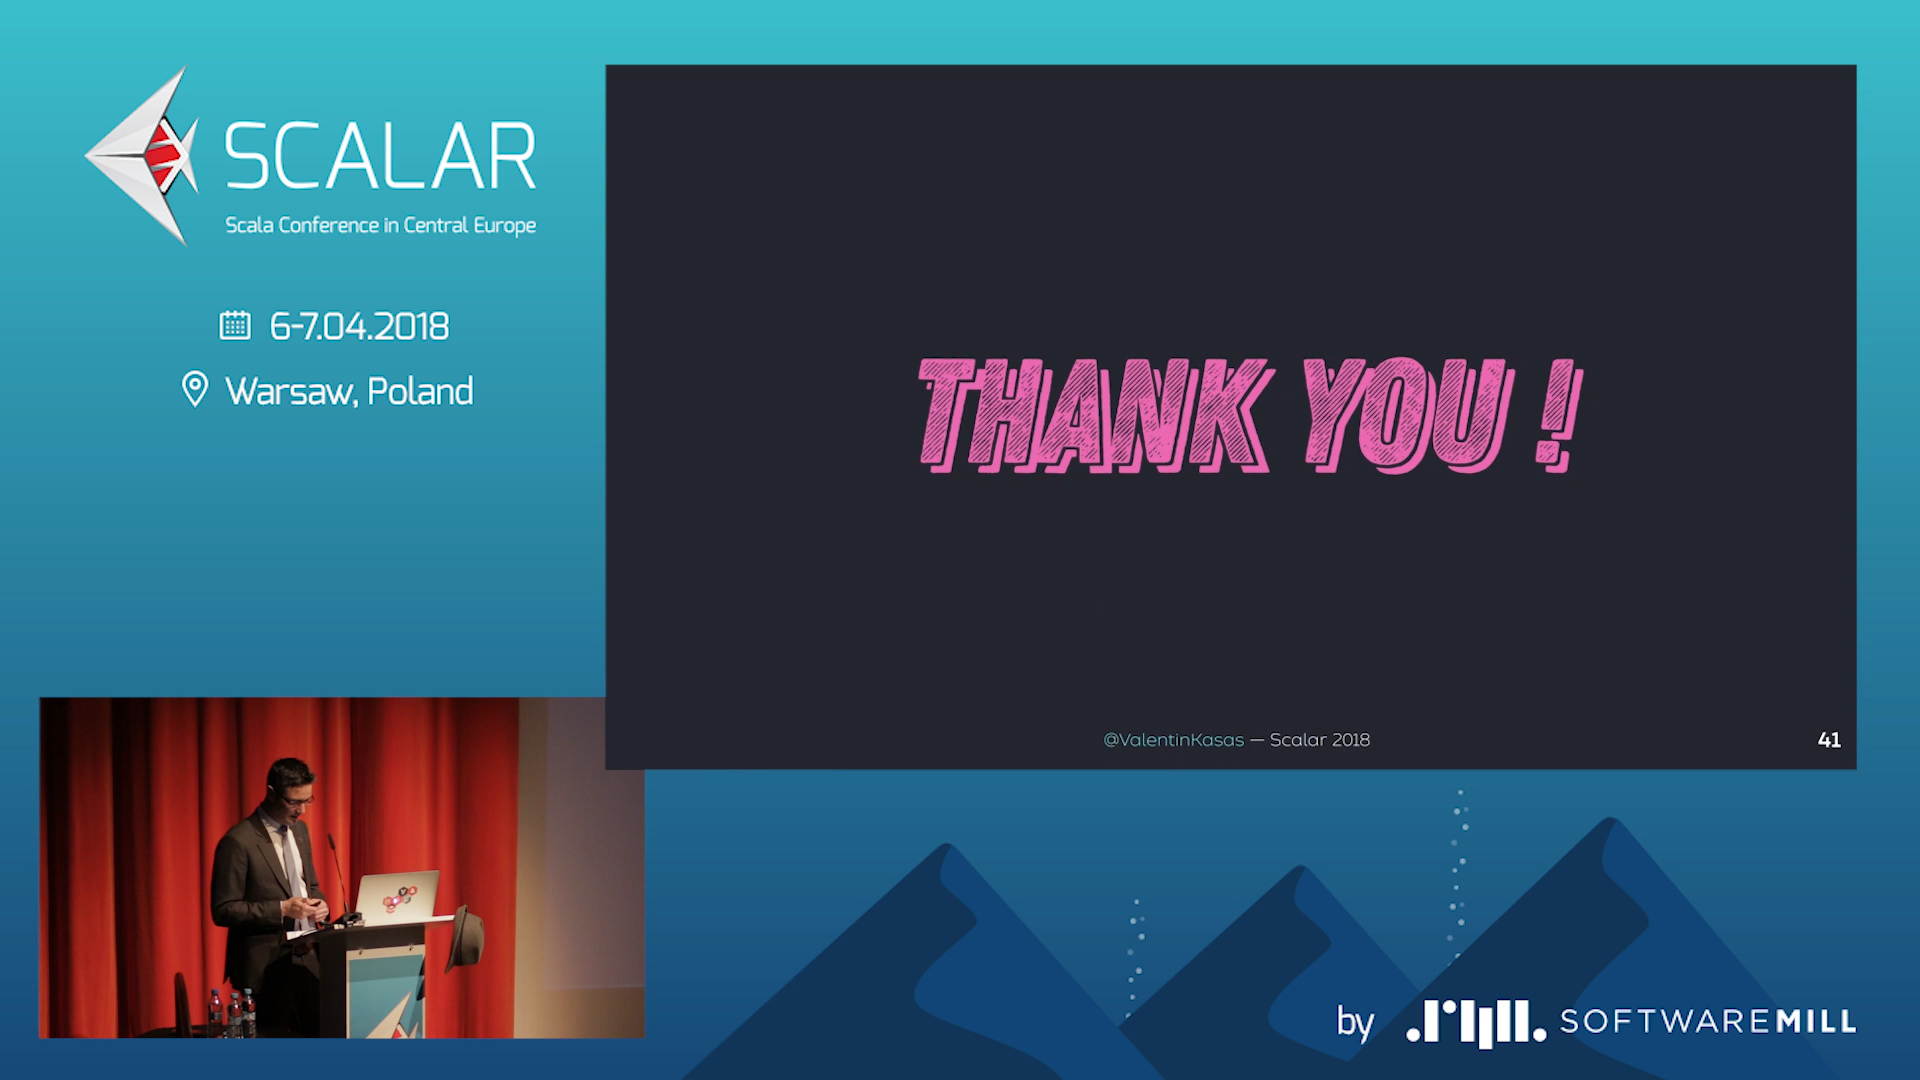 SCALAR
Scala Conference in Central Europe
6-7.04.2018
Warsaw, Poland
THANK YOU !
@ValentinKasas — Scalar 2018
41
by SOFTWAREMILL